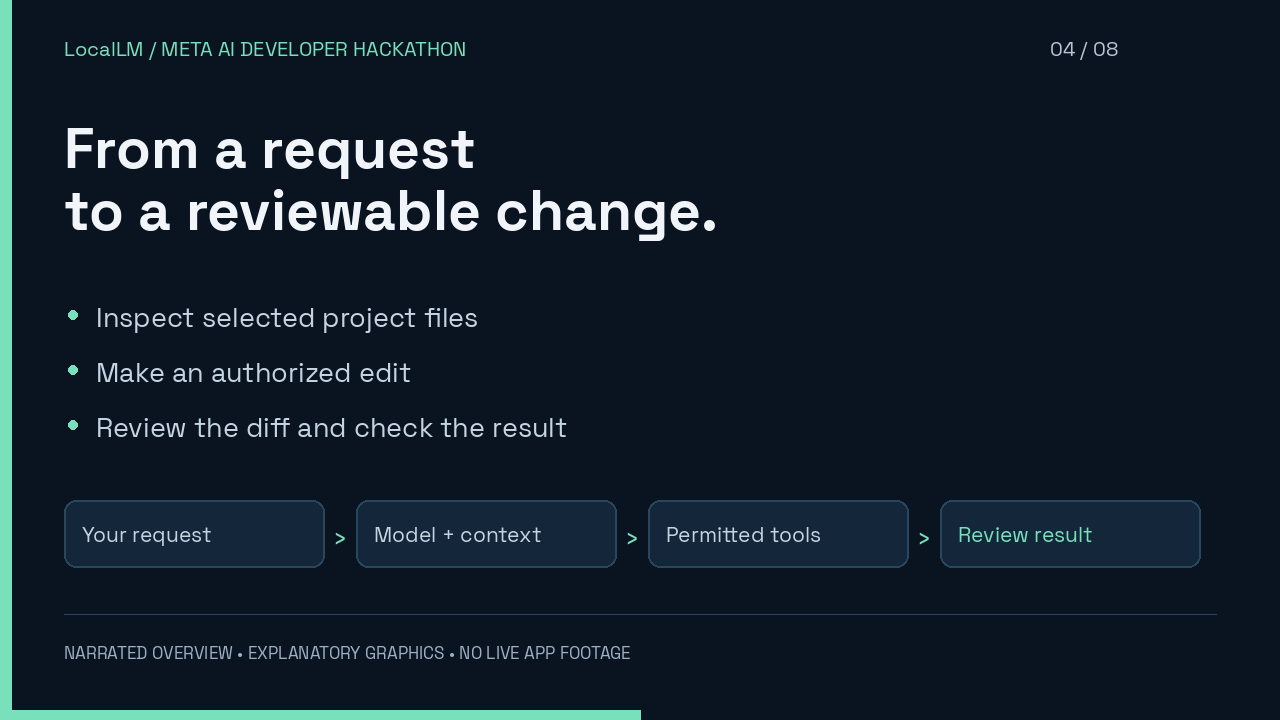 LocalLM / META AI DEVELOPER HACKATHON
04 / 08
From a request
to a reviewable change.
• Inspect selected project files
• Make an authorized edit
• Review the diff and check the result
Your request > Model + context > Permitted tools > Review result
NARRATED OVERVIEW • EXPLANATORY GRAPHICS • NO LIVE APP FOOTAGE